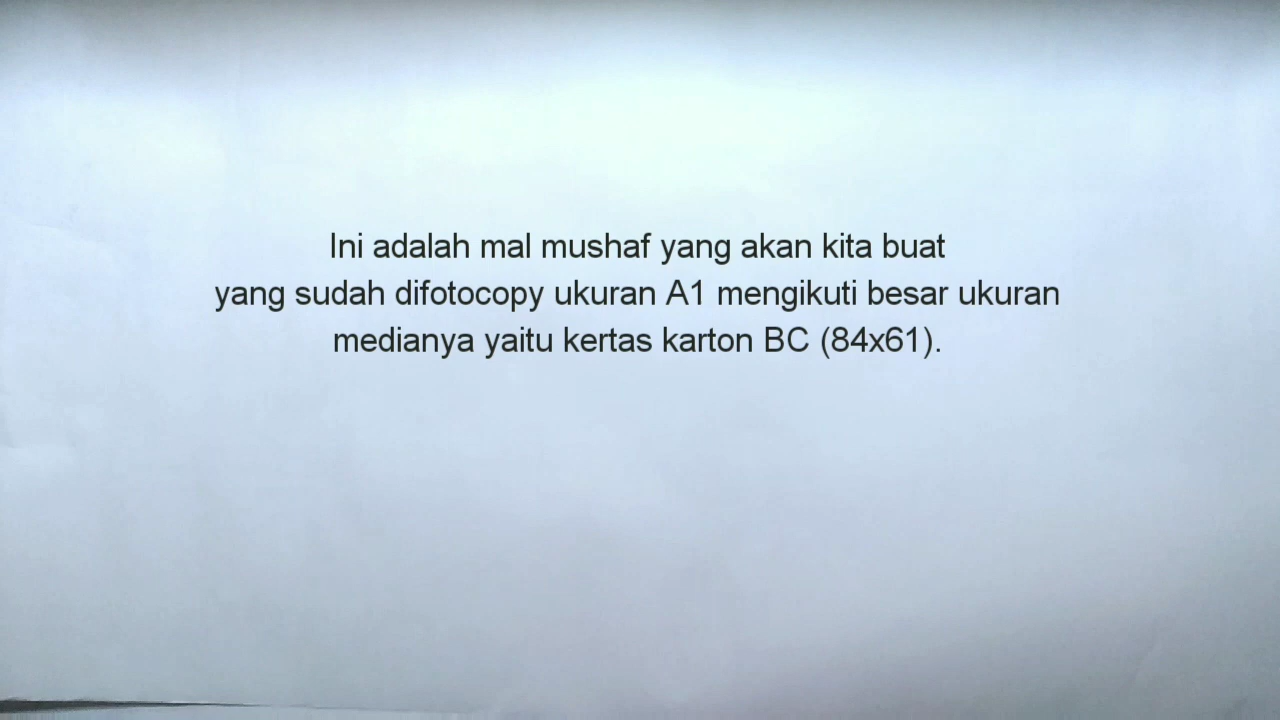 Ini adalah mal mushaf yang akan kita buat
yang sudah difotocopy ukuran A1 mengikuti besar ukuran
medianya yaitu kertas karton BC (84x61).